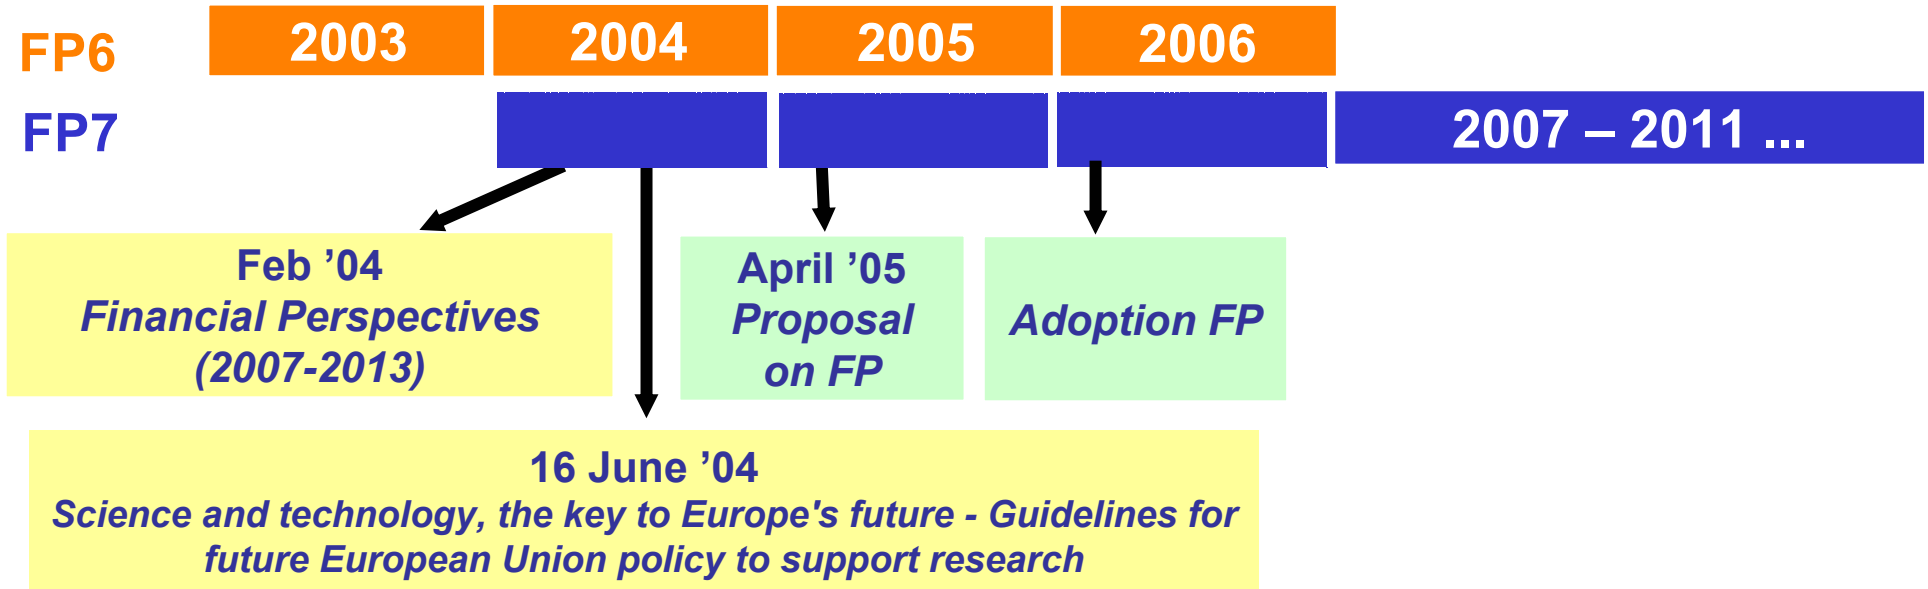 FP6 2003 2004 2005 2006
FP7 2007 – 2011 ...
Feb ’04
Financial Perspectives
(2007-2013)
April ’05
Proposal
on FP
Adoption FP
16 June ’04
Science and technology, the key to Europe's future - Guidelines for
future European Union policy to support research